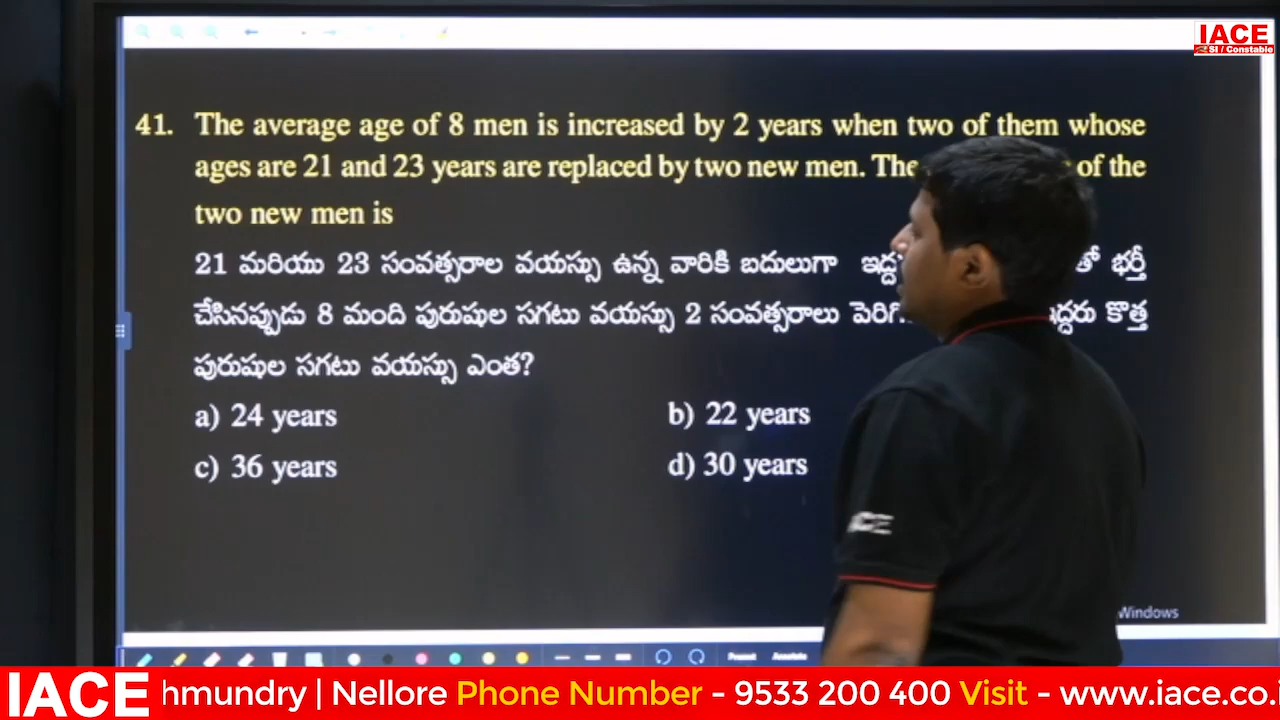 IACE
SI / Constable
41. The average age of 8 men is increased by 2 years when two of them whose
ages are 21 and 23 years are replaced by two new men. The of the
two new men is
21 మరియు 23 సంవత్సరాల వయస్సు ఉన్న వారికి బదులుగా తో భర్తీ
చేసినప్పుడు 8 మంది పురుషుల సగటు వయస్సు 2 సంవత్సరాలు కొత్త
పురుషుల సగటు వయస్సు ఎంత?
a) 24 years b) 22 years
c) 36 years d) 30 years
Windows
IACE hmundry | Nellore Phone Number - 9533 200 400 Visit - www.iace.co.
IACE